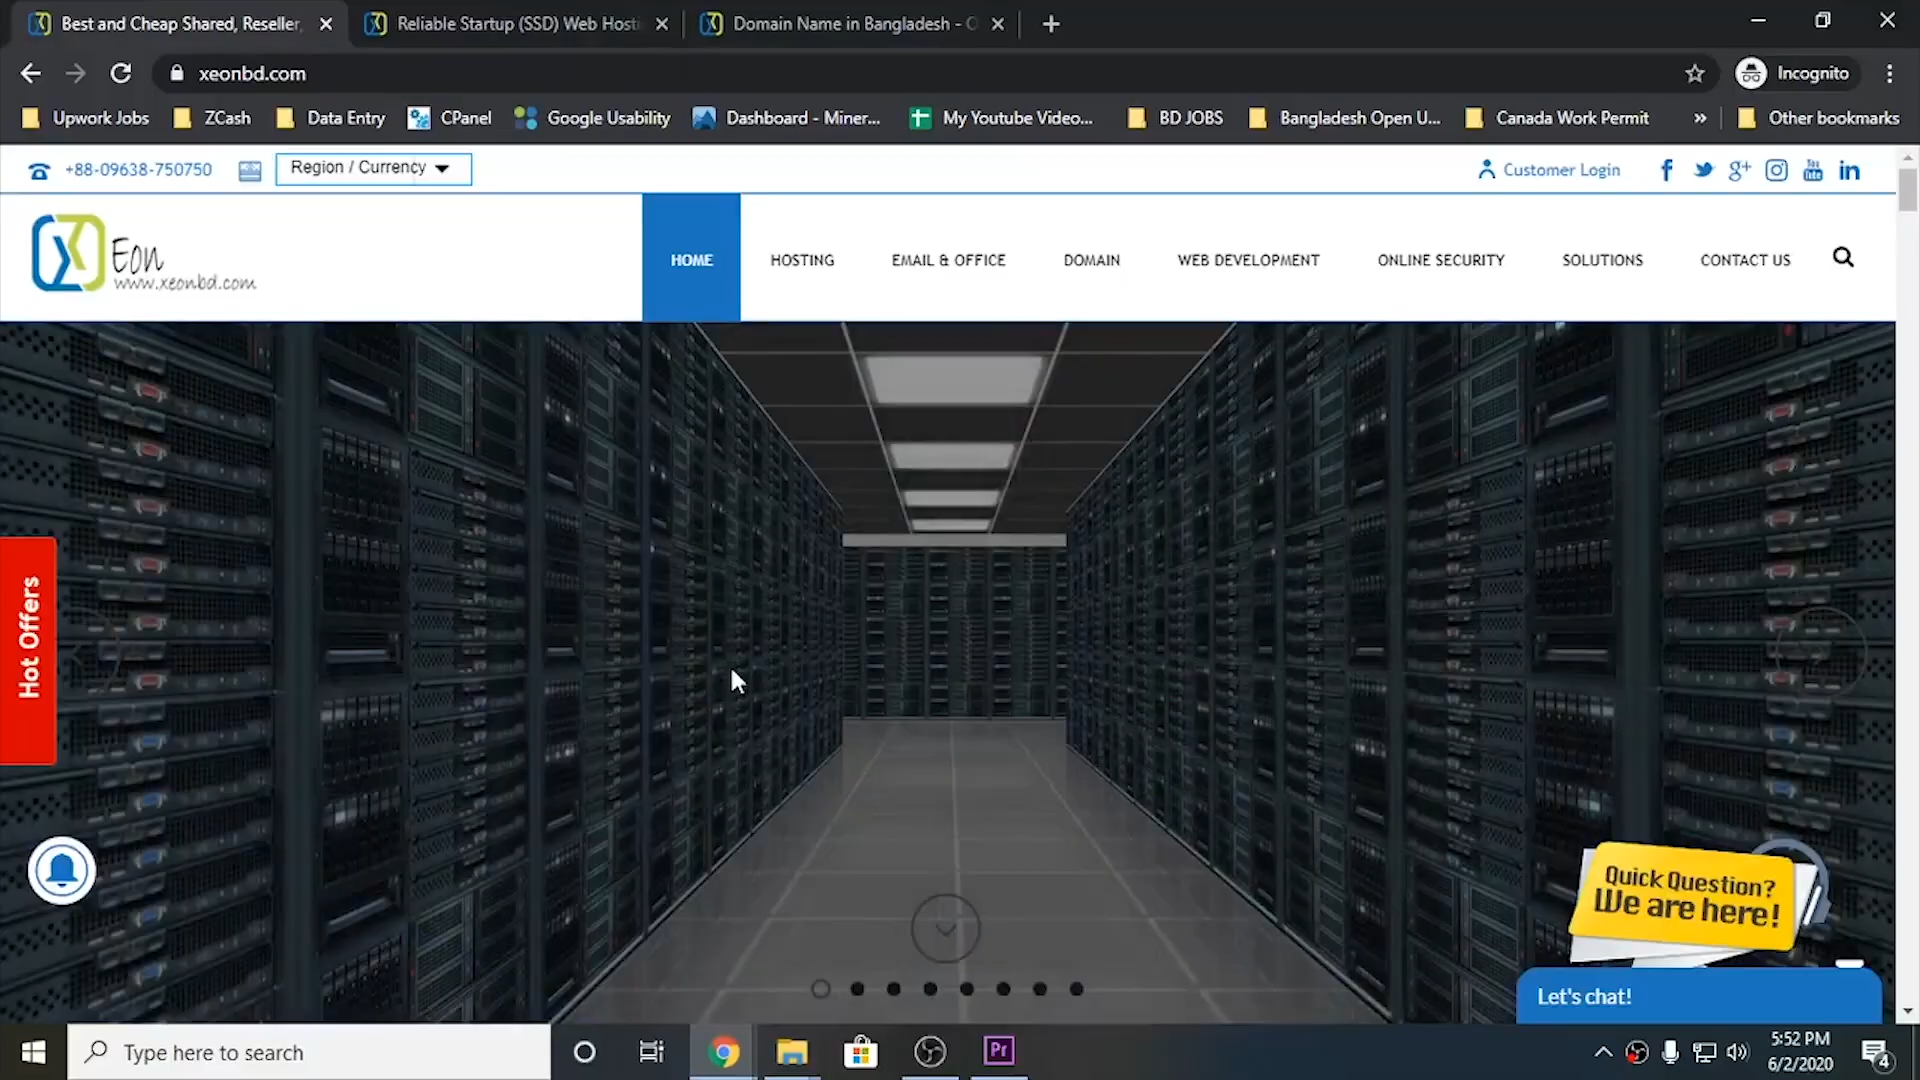 Best and Cheap Shared, Reseller,
Reliable Startup (SSD) Web Hosti
Domain Name in Bangladesh - O
xeonbd.com
Incognito
Upwork Jobs
ZCash
Data Entry
CPanel
Google Usability
Dashboard - Miner...
My Youtube Video...
BD JOBS
Bangladesh Open U...
Canada Work Permit
»
Other bookmarks
+88-09638-750750
Region / Currency
Customer Login
Eon
www.xeonbd.com
HOME
HOSTING
EMAIL & OFFICE
DOMAIN
WEB DEVELOPMENT
ONLINE SECURITY
SOLUTIONS
CONTACT US
Hot Offers
Quick Question?
We are here!
Let's chat!
Type here to search
Pr
5:52 PM
6/2/2020
4